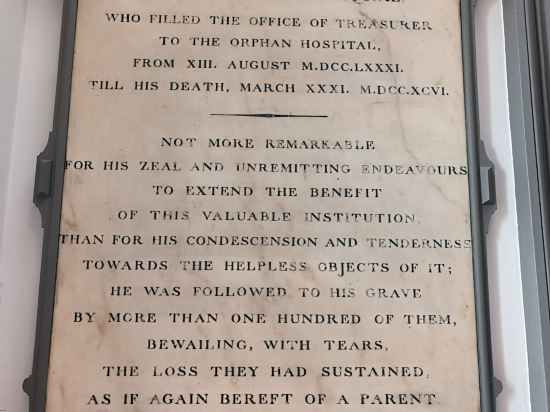 WHO FILLED THE OFFICE OF TREASURER
TO THE ORPHAN HOSPITAL,
FROM XIII. AUGUST M.DCC.LXXXI.
TILL HIS DEATH, MARCH XXXI. M.DCC.XCVI.
NOT MORE REMARKABLE
FOR HIS ZEAL AND UNREMITTING ENDEAVOURS
TO EXTEND THE BENEFIT
OF THIS VALUABLE INSTITUTION,
THAN FOR HIS CONDESCENSION AND TENDERNESS
TOWARDS THE HELPLESS OBJECTS OF IT;
HE WAS FOLLOWED TO HIS GRAVE
BY MORE THAN ONE HUNDRED OF THEM,
BEWAILING, WITH TEARS,
THE LOSS THEY HAD SUSTAINED,
AS IF AGAIN BEREFT OF A PARENT.